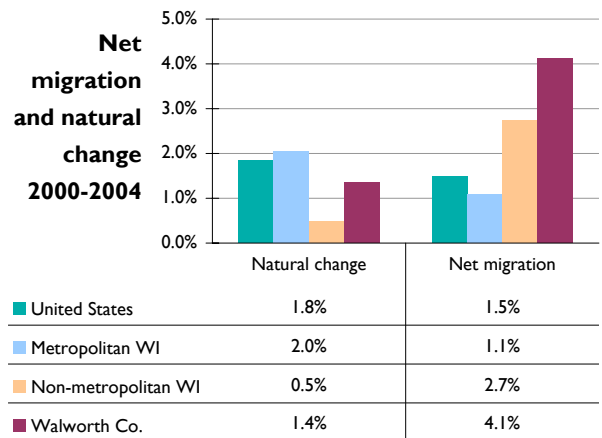 Net
migration
and natural
change
2000-2004
5.0%
4.0%
3.0%
2.0%
1.0%
0.0%
Natural change Net migration
United States 1.8% 1.5%
Metropolitan WI 2.0% 1.1%
Non-metropolitan WI 0.5% 2.7%
Walworth Co. 1.4% 4.1%